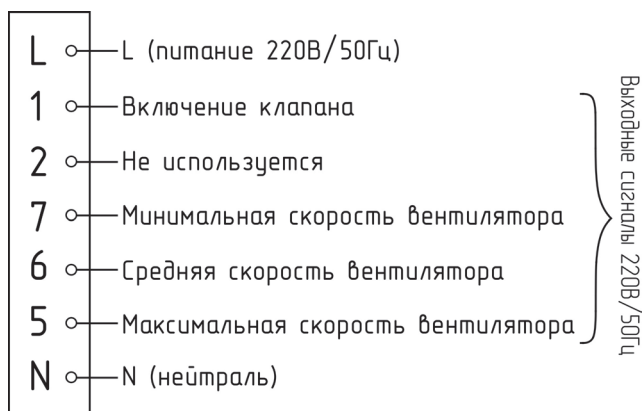 L L (питание 220В/50Гц)
1 Включение клапана
2 Не используется
7 Минимальная скорость вентилятора
6 Средняя скорость вентилятора
5 Максимальная скорость вентилятора
N N (нейтраль)
Выходные сигналы 220В/50Гц